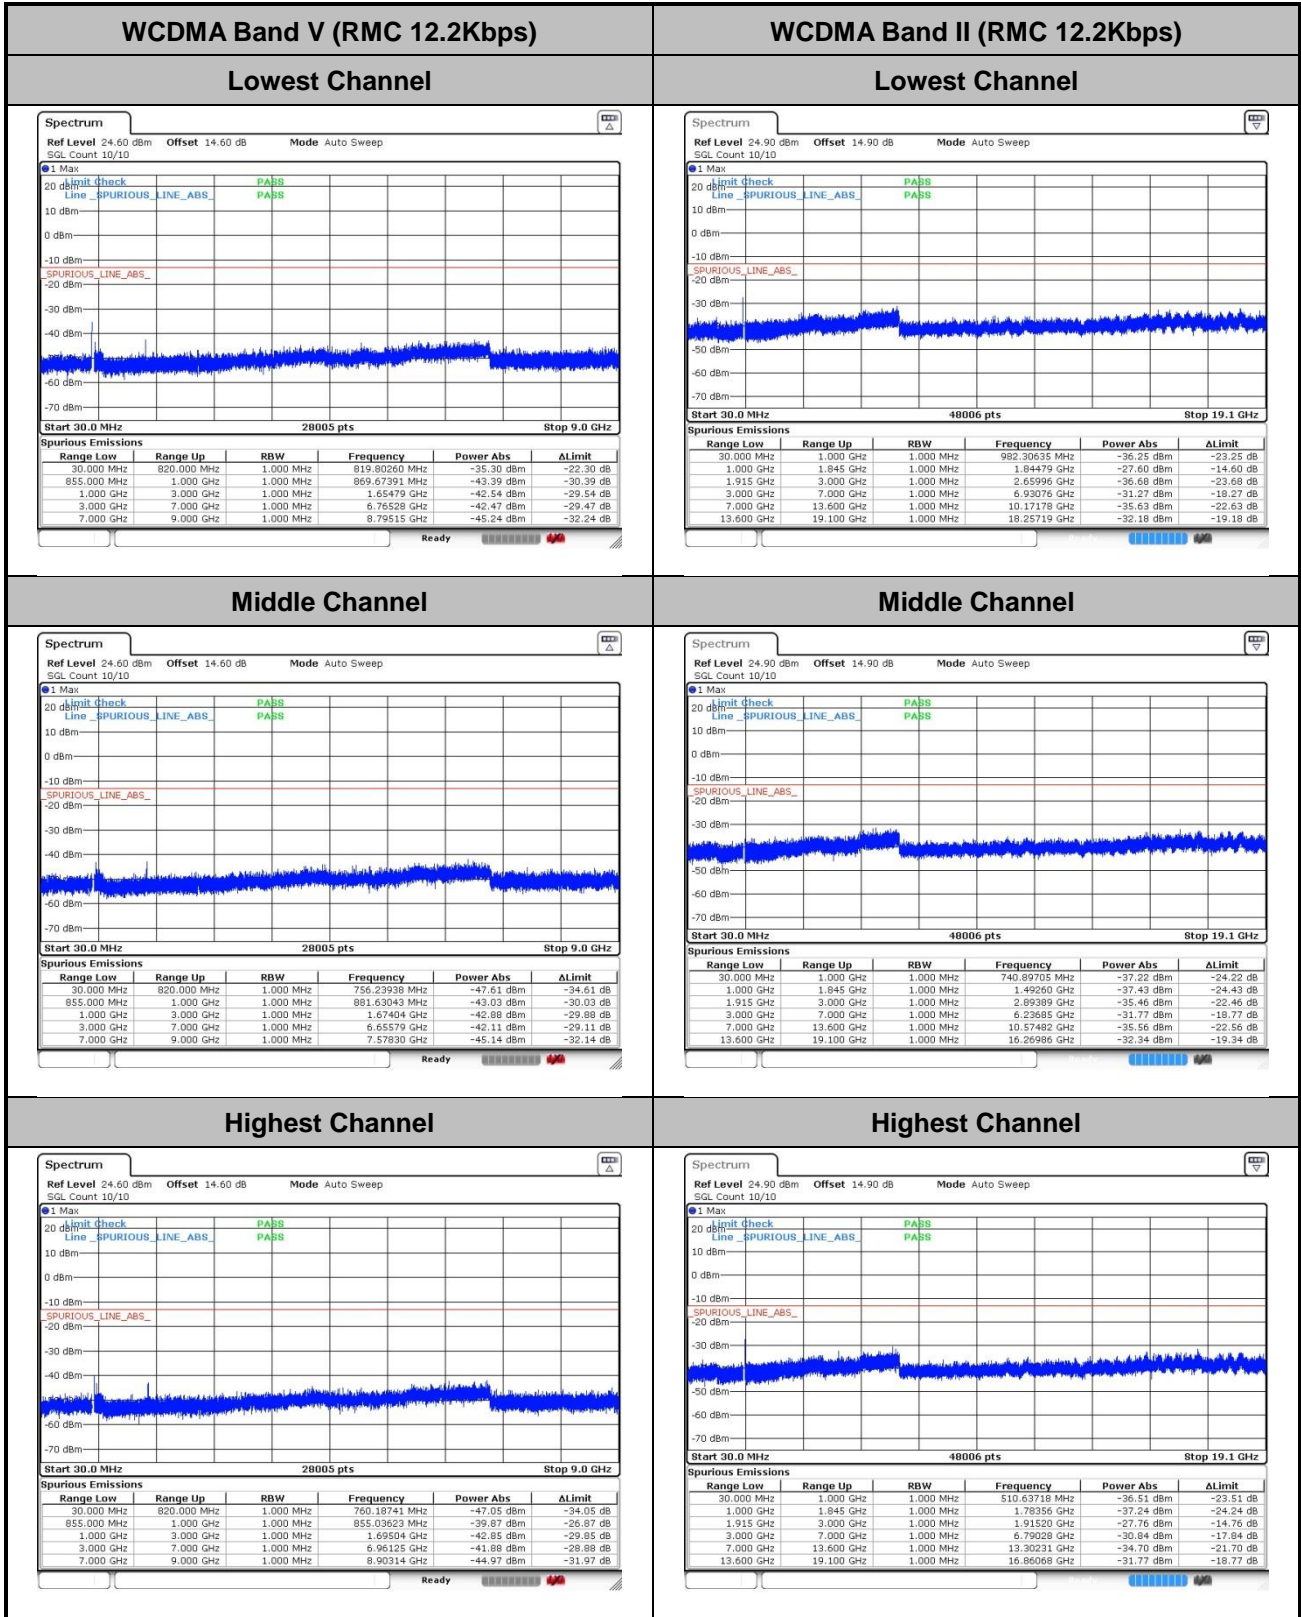 WCDMA Band V (RMC 12.2Kbps)
WCDMA Band II (RMC 12.2Kbps)
Lowest Channel
Lowest Channel
Spectrum
Ref Level 24.60 dBm Offset 14.60 dB Mode Auto Sweep
SGL Count 10/10
1 Max
Limit Check PASS
20 dBm
Line _SPURIOUS_LINE_ABS_ PASS
10 dBm
0 dBm
-10 dBm
_SPURIOUS_LINE_ABS_
-20 dBm
-30 dBm
-40 dBm
-60 dBm
-70 dBm
Start 30.0 MHz 28005 pts Stop 9.0 GHz
Spurious Emissions
Range Low Range Up RBW Frequency Power Abs ΔLimit
30.000 MHz 820.000 MHz 1.000 MHz 819.80260 MHz -35.30 dBm -22.30 dB
855.000 MHz 1.000 GHz 1.000 MHz 869.67391 MHz -43.39 dBm -30.39 dB
1.000 GHz 3.000 GHz 1.000 MHz 1.65479 GHz -42.54 dBm -29.54 dB
3.000 GHz 7.000 GHz 1.000 MHz 6.76528 GHz -42.47 dBm -29.47 dB
7.000 GHz 9.000 GHz 1.000 MHz 8.79515 GHz -45.24 dBm -32.24 dB
Ready
Spectrum
Ref Level 24.90 dBm Offset 14.90 dB Mode Auto Sweep
SGL Count 10/10
1 Max
Limit Check PASS
20 dBm
Line _SPURIOUS_LINE_ABS_ PASS
10 dBm
0 dBm
-10 dBm
_SPURIOUS_LINE_ABS_
-20 dBm
-30 dBm
-50 dBm
-60 dBm
-70 dBm
Start 30.0 MHz 48006 pts Stop 19.1 GHz
Spurious Emissions
Range Low Range Up RBW Frequency Power Abs ΔLimit
30.000 MHz 1.000 GHz 1.000 MHz 982.30635 MHz -36.25 dBm -23.25 dB
1.000 GHz 1.845 GHz 1.000 MHz 1.84479 GHz -27.60 dBm -14.60 dB
1.915 GHz 3.000 GHz 1.000 MHz 2.65996 GHz -36.68 dBm -23.68 dB
3.000 GHz 7.000 GHz 1.000 MHz 6.93076 GHz -31.27 dBm -18.27 dB
7.000 GHz 13.600 GHz 1.000 MHz 10.17178 GHz -35.63 dBm -22.63 dB
13.600 GHz 19.100 GHz 1.000 MHz 18.25719 GHz -32.18 dBm -19.18 dB
Middle Channel
Middle Channel
Spectrum
Ref Level 24.60 dBm Offset 14.60 dB Mode Auto Sweep
SGL Count 10/10
1 Max
Limit Check PASS
20 dBm
Line _SPURIOUS_LINE_ABS_ PASS
10 dBm
0 dBm
-10 dBm
_SPURIOUS_LINE_ABS_
-20 dBm
-30 dBm
-40 dBm
-60 dBm
-70 dBm
Start 30.0 MHz 28005 pts Stop 9.0 GHz
Spurious Emissions
Range Low Range Up RBW Frequency Power Abs ΔLimit
30.000 MHz 820.000 MHz 1.000 MHz 756.23938 MHz -47.61 dBm -34.61 dB
855.000 MHz 1.000 GHz 1.000 MHz 881.63043 MHz -43.03 dBm -30.03 dB
1.000 GHz 3.000 GHz 1.000 MHz 1.67404 GHz -42.88 dBm -29.88 dB
3.000 GHz 7.000 GHz 1.000 MHz 6.65579 GHz -42.11 dBm -29.11 dB
7.000 GHz 9.000 GHz 1.000 MHz 7.57830 GHz -45.14 dBm -32.14 dB
Ready
Spectrum
Ref Level 24.90 dBm Offset 14.90 dB Mode Auto Sweep
SGL Count 10/10
1 Max
Limit Check PASS
20 dBm
Line _SPURIOUS_LINE_ABS_ PASS
10 dBm
0 dBm
-10 dBm
_SPURIOUS_LINE_ABS_
-20 dBm
-30 dBm
-50 dBm
-60 dBm
-70 dBm
Start 30.0 MHz 48006 pts Stop 19.1 GHz
Spurious Emissions
Range Low Range Up RBW Frequency Power Abs ΔLimit
30.000 MHz 1.000 GHz 1.000 MHz 740.89705 MHz -37.22 dBm -24.22 dB
1.000 GHz 1.845 GHz 1.000 MHz 1.49260 GHz -37.43 dBm -24.43 dB
1.915 GHz 3.000 GHz 1.000 MHz 2.89389 GHz -35.46 dBm -22.46 dB
3.000 GHz 7.000 GHz 1.000 MHz 6.23685 GHz -31.77 dBm -18.77 dB
7.000 GHz 13.600 GHz 1.000 MHz 10.57482 GHz -35.56 dBm -22.56 dB
13.600 GHz 19.100 GHz 1.000 MHz 16.26986 GHz -32.34 dBm -19.34 dB
Highest Channel
Highest Channel
Spectrum
Ref Level 24.60 dBm Offset 14.60 dB Mode Auto Sweep
SGL Count 10/10
1 Max
Limit Check PASS
20 dBm
Line _SPURIOUS_LINE_ABS_ PASS
10 dBm
0 dBm
-10 dBm
_SPURIOUS_LINE_ABS_
-20 dBm
-30 dBm
-40 dBm
-60 dBm
-70 dBm
Start 30.0 MHz 28005 pts Stop 9.0 GHz
Spurious Emissions
Range Low Range Up RBW Frequency Power Abs ΔLimit
30.000 MHz 820.000 MHz 1.000 MHz 760.18741 MHz -47.05 dBm -34.05 dB
855.000 MHz 1.000 GHz 1.000 MHz 855.03623 MHz -39.87 dBm -26.87 dB
1.000 GHz 3.000 GHz 1.000 MHz 1.69504 GHz -42.85 dBm -29.85 dB
3.000 GHz 7.000 GHz 1.000 MHz 6.96125 GHz -41.88 dBm -28.88 dB
7.000 GHz 9.000 GHz 1.000 MHz 8.90314 GHz -44.97 dBm -31.97 dB
Ready
Spectrum
Ref Level 24.90 dBm Offset 14.90 dB Mode Auto Sweep
SGL Count 10/10
1 Max
Limit Check PASS
20 dBm
Line _SPURIOUS_LINE_ABS_ PASS
10 dBm
0 dBm
-10 dBm
_SPURIOUS_LINE_ABS_
-20 dBm
-30 dBm
-50 dBm
-60 dBm
-70 dBm
Start 30.0 MHz 48006 pts Stop 19.1 GHz
Spurious Emissions
Range Low Range Up RBW Frequency Power Abs ΔLimit
30.000 MHz 1.000 GHz 1.000 MHz 510.63718 MHz -36.51 dBm -23.51 dB
1.000 GHz 1.845 GHz 1.000 MHz 1.78356 GHz -37.24 dBm -24.24 dB
1.915 GHz 3.000 GHz 1.000 MHz 1.91520 GHz -27.76 dBm -14.76 dB
3.000 GHz 7.000 GHz 1.000 MHz 6.79028 GHz -30.84 dBm -17.84 dB
7.000 GHz 13.600 GHz 1.000 MHz 13.30231 GHz -34.70 dBm -21.70 dB
13.600 GHz 19.100 GHz 1.000 MHz 16.86068 GHz -31.77 dBm -18.77 dB